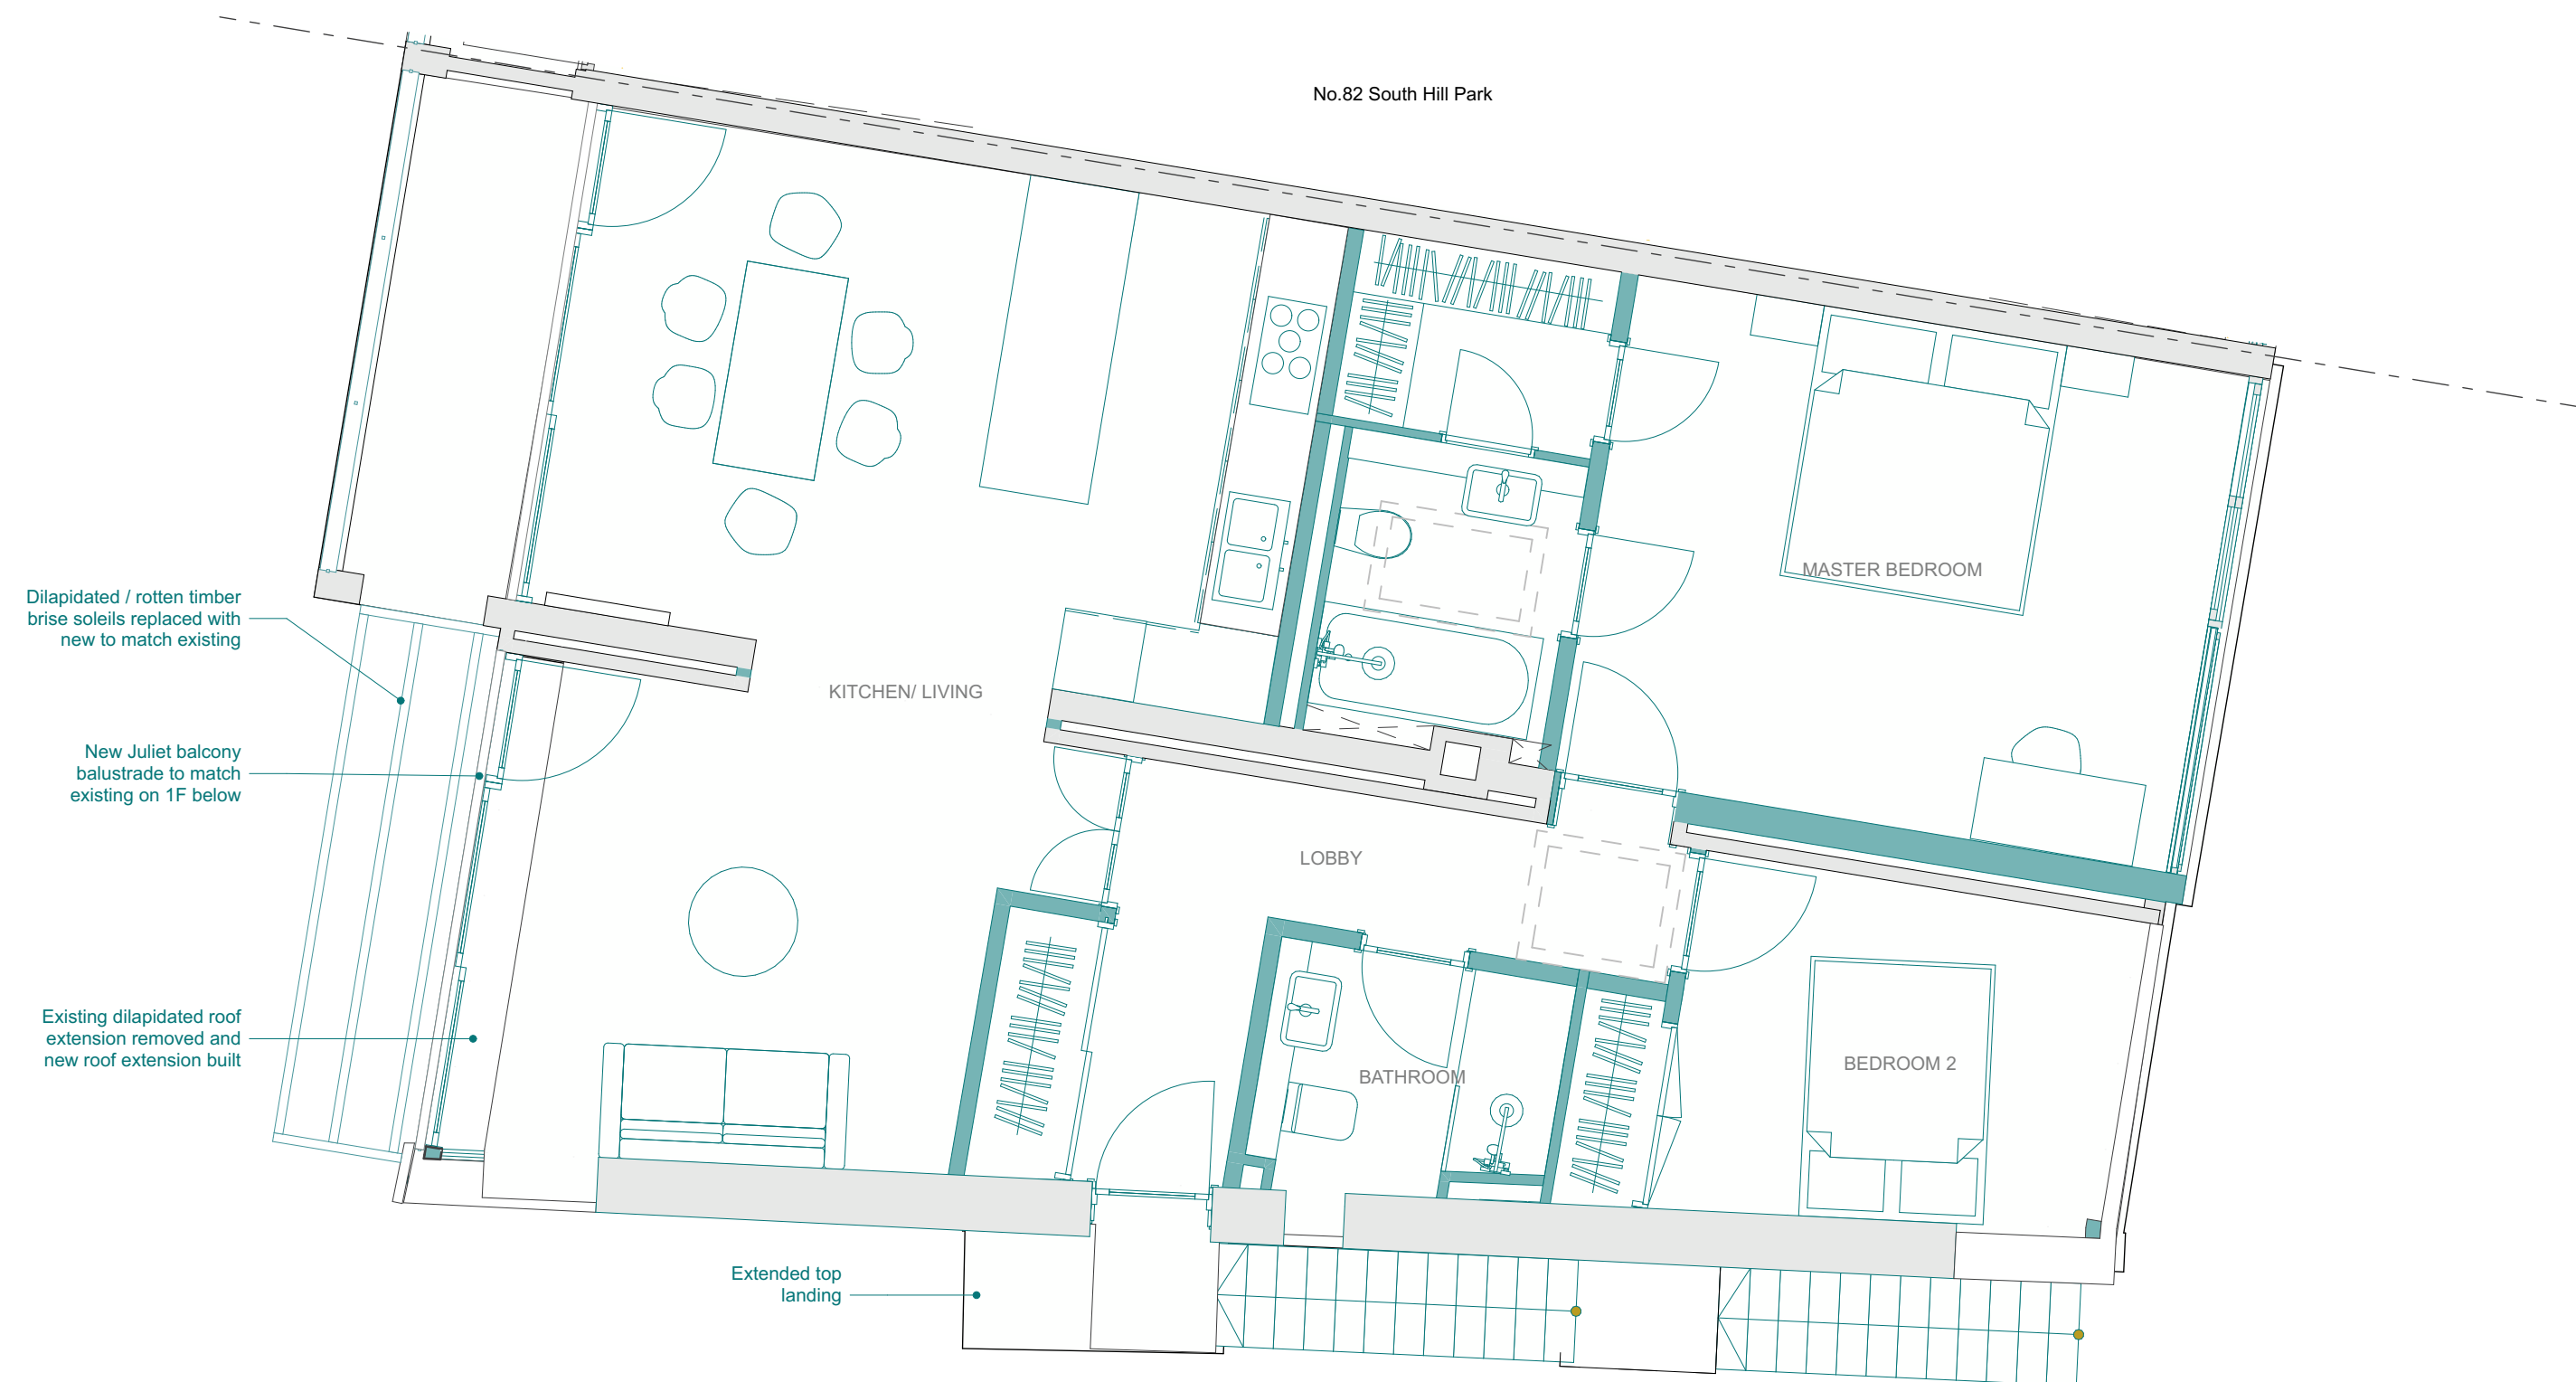 No.82 South Hill Park
MASTER BEDROOM
Dilapidated / rotten timber
brise soleils replaced with
new to match existing
KITCHEN/ LIVING
New Juliet balcony
balustrade to match
existing on 1F below
LOBBY
Existing dilapidated roof
extension removed and
new roof extension built
BATHROOM
BEDROOM 2
Extended top
landing